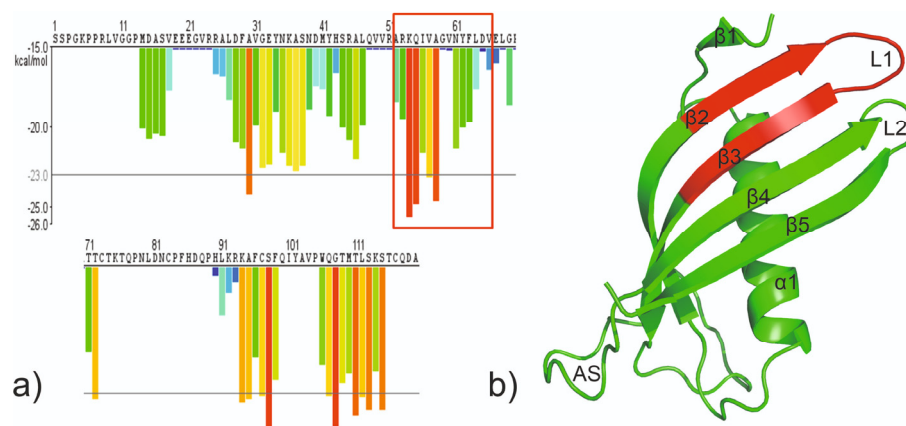 1 11 21 31 41 51 61
SSPGKPPRLVGGPMDASVEEEGVRRALDFAVGEYNKASNDMYHSRALQVVRARKQIVAGVNYFLDVELGR
-15.0
kcal/mol
-20.0
-23.0
-25.0
-26.0
71 81 91 101 111
TTCTKTQPNLDNCPFHDQPHLKRKAFCSFQIYAVPWQGTMTLSKSTCQDA
a)
β1
L1
β2
L2
β3
β4
β5
α1
AS
b)